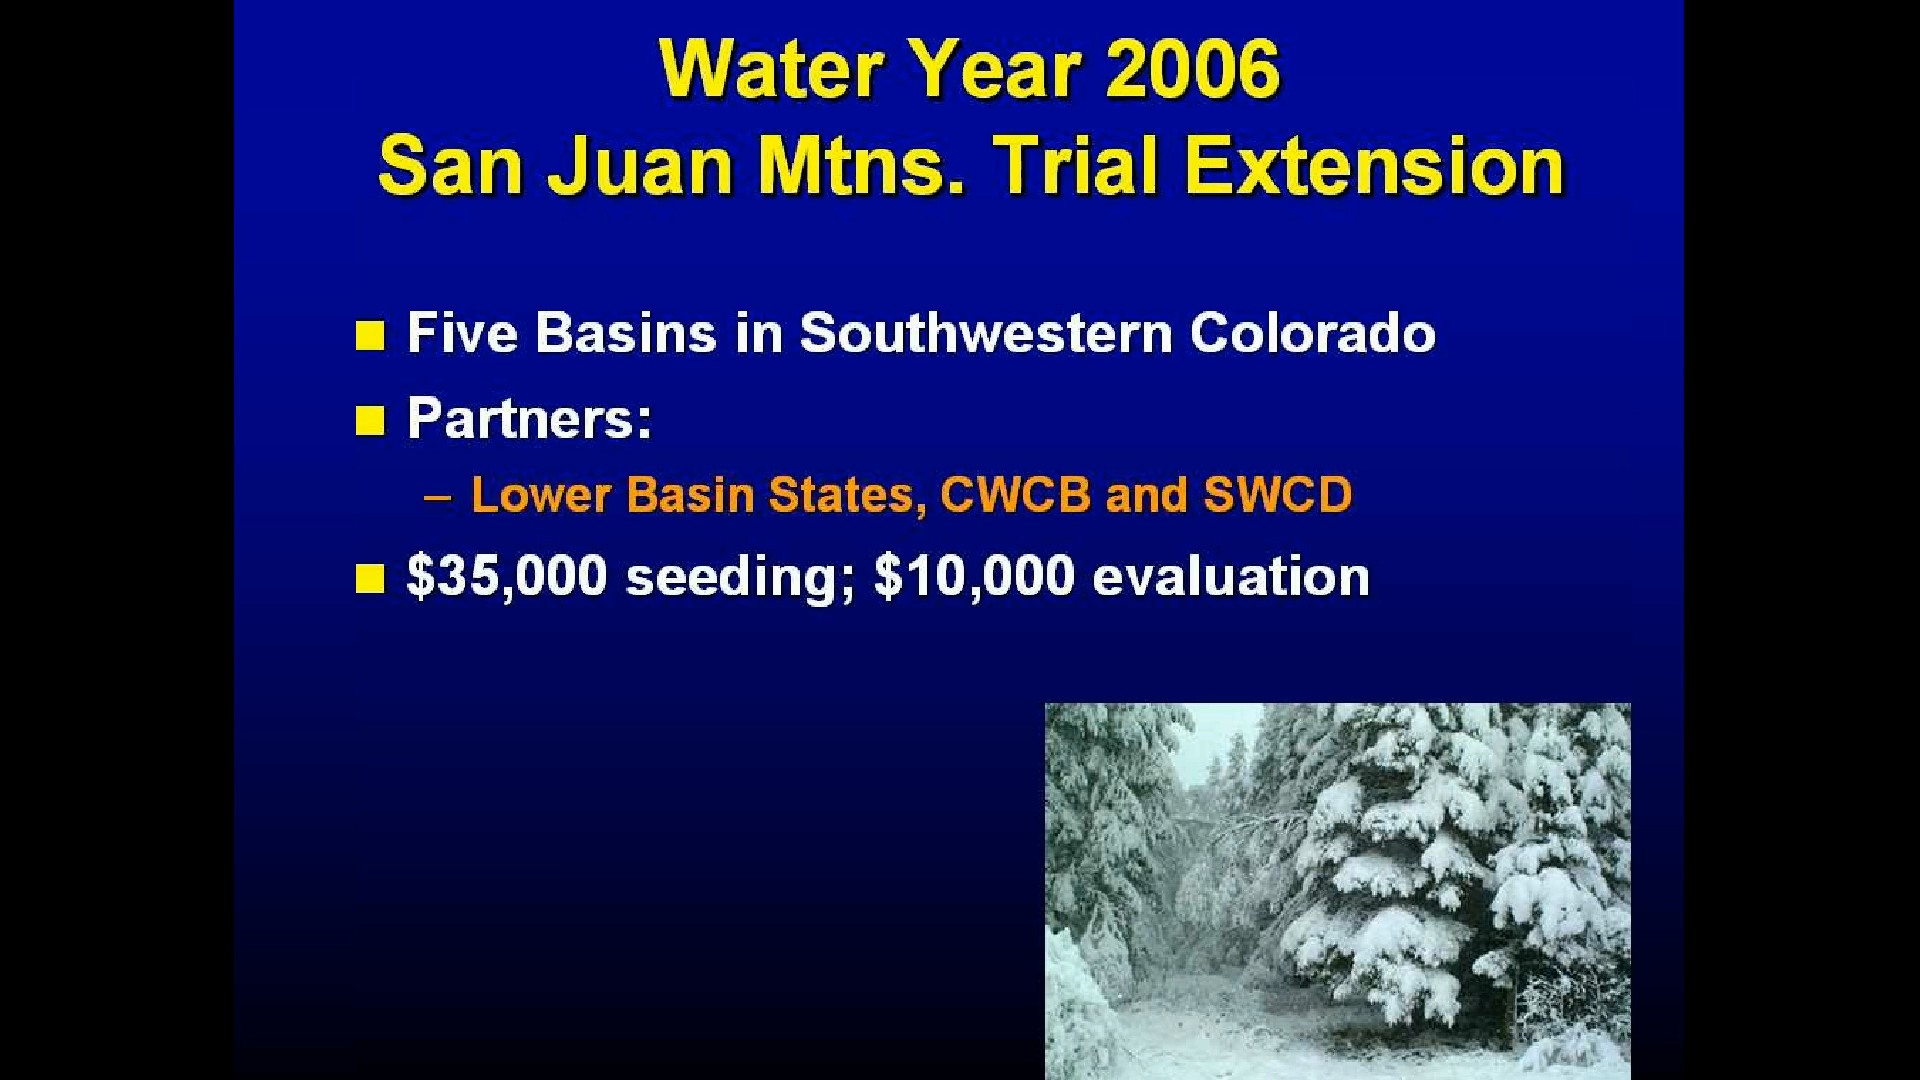 Water Year 2006
San Juan Mtns. Trial Extension
Five Basins in Southwestern Colorado
Partners:
– Lower Basin States, CWCB and SWCD
$35,000 seeding; $10,000 evaluation